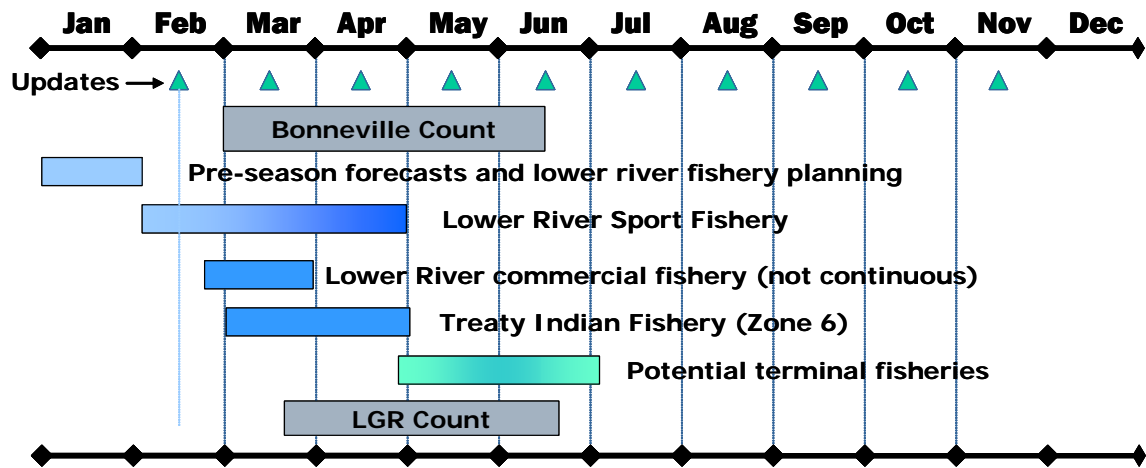 Jan Feb Mar Apr May Jun Jul Aug Sep Oct Nov Dec
Updates
Bonneville Count
Pre-season forecasts and lower river fishery planning
Lower River Sport Fishery
Lower River commercial fishery (not continuous)
Treaty Indian Fishery (Zone 6)
Potential terminal fisheries
LGR Count